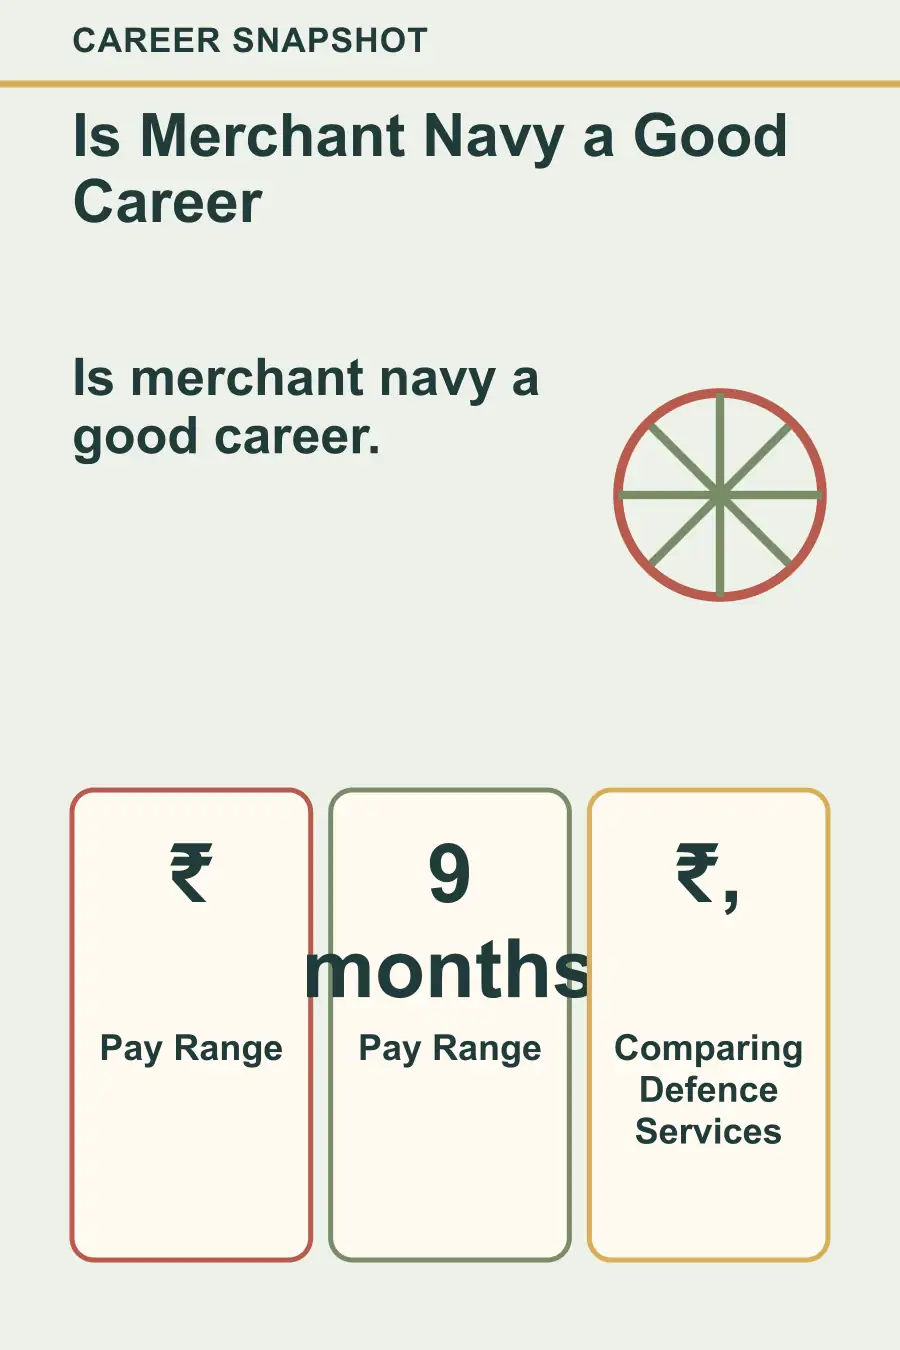 CAREER SNAPSHOT
Is Merchant Navy a Good
Career
Is merchant navy a
good career.
₹
Pay Range
9
months
Pay Range
₹,
Comparing
Defence
Services